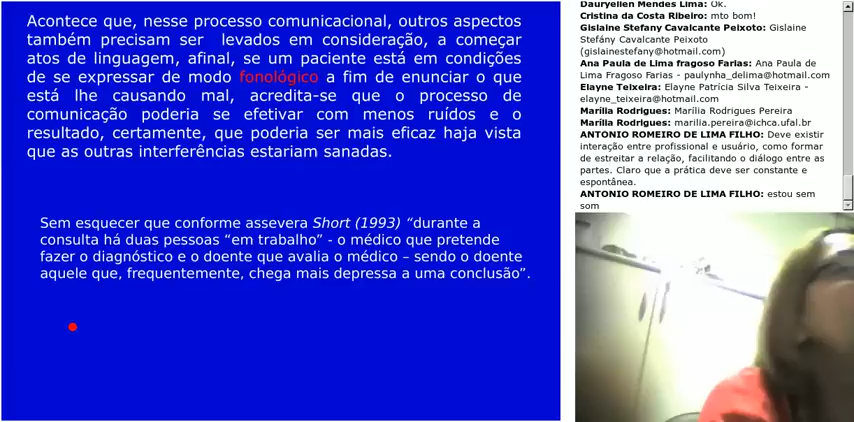 Acontece que, nesse processo comunicacional, outros aspectos
também precisam ser levados em consideração, a começar
atos de linguagem, afinal, se um paciente está em condições
de se expressar de modo fonológico a fim de enunciar o que
está lhe causando mal, acredita-se que o processo de
comunicação poderia se efetivar com menos ruídos e o
resultado, certamente, que poderia ser mais eficaz haja vista
que as outras interferências estariam sanadas.
Sem esquecer que conforme assevera Short (1993) “durante a
consulta há duas pessoas “em trabalho” - o médico que pretende
fazer o diagnóstico e o doente que avalia o médico – sendo o doente
aquele que, frequentemente, chega mais depressa a uma conclusão”.
Dauryellen Mendes Lima: Ok.
Cristina da Costa Ribeiro: mto bom!
Gislaine Stefany Cavalcante Peixoto: Gislaine
Stefány Cavalcante Peixoto
(gislainestefany@hotmail.com)
Ana Paula de Lima fragoso Farias: Ana Paula de
Lima Fragoso Farias - paulynha_delima@hotmail.com
Elayne Teixeira: Elayne Patrícia Silva Teixeira -
elayne_teixeira@hotmail.com
Marília Rodrigues: Marília Rodrigues Pereira
Marília Rodrigues: marilia.pereira@ichca.ufal.br
ANTONIO ROMEIRO DE LIMA FILHO: Deve existir
interação entre profissional e usuário, como formar
de estreitar a relação, facilitando o diálogo entre as
partes. Claro que a prática deve ser constante e
espontânea.
ANTONIO ROMEIRO DE LIMA FILHO: estou sem
som